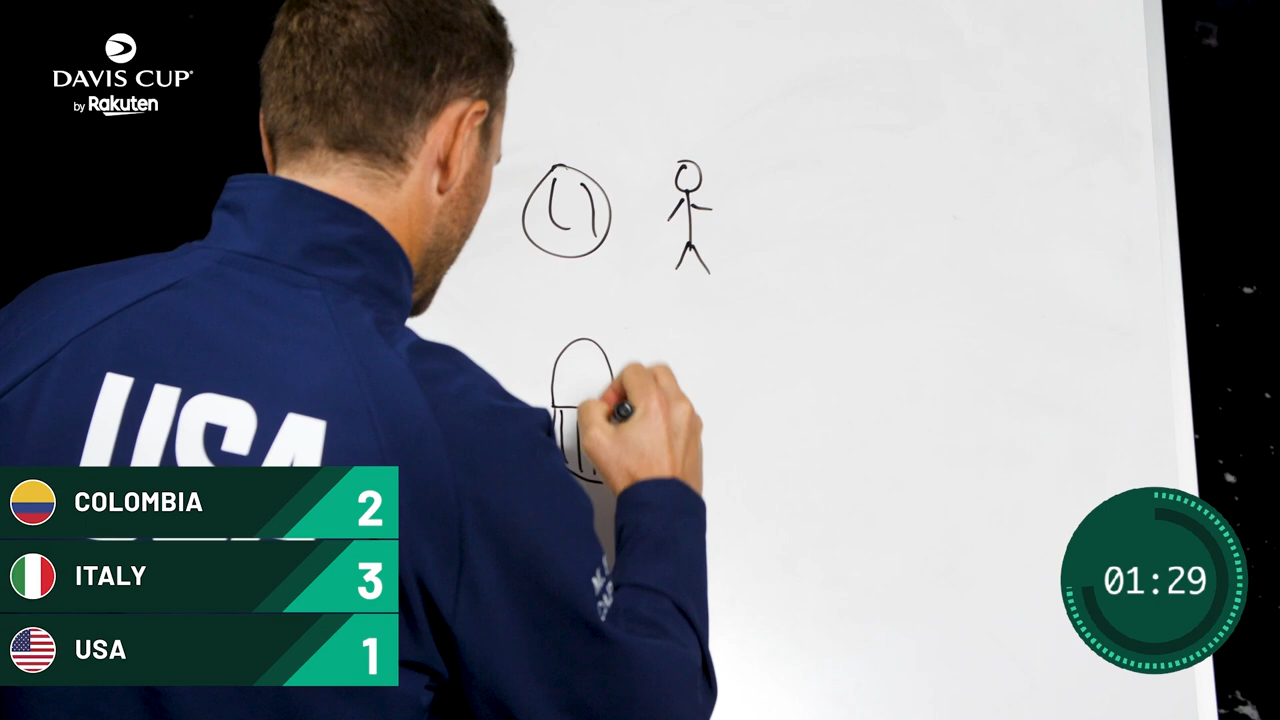 DAVIS CUP
by Rakuten
USA
COLOMBIA 2
ITALY 3
USA 1
01:29